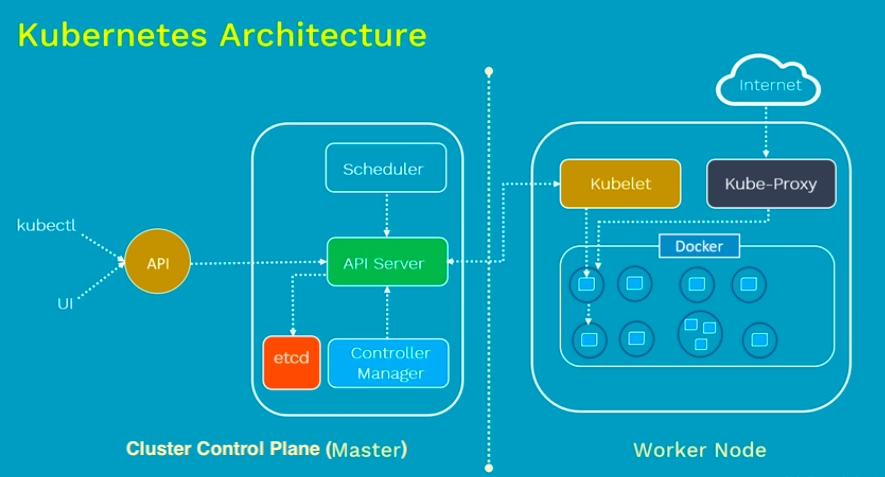 Kubernetes Architecture
Internet
Scheduler
Kubelet
Kube-Proxy
kubectl
Docker
API
API Server
UI
etcd
Controller
Manager
Cluster Control Plane (Master)
Worker Node